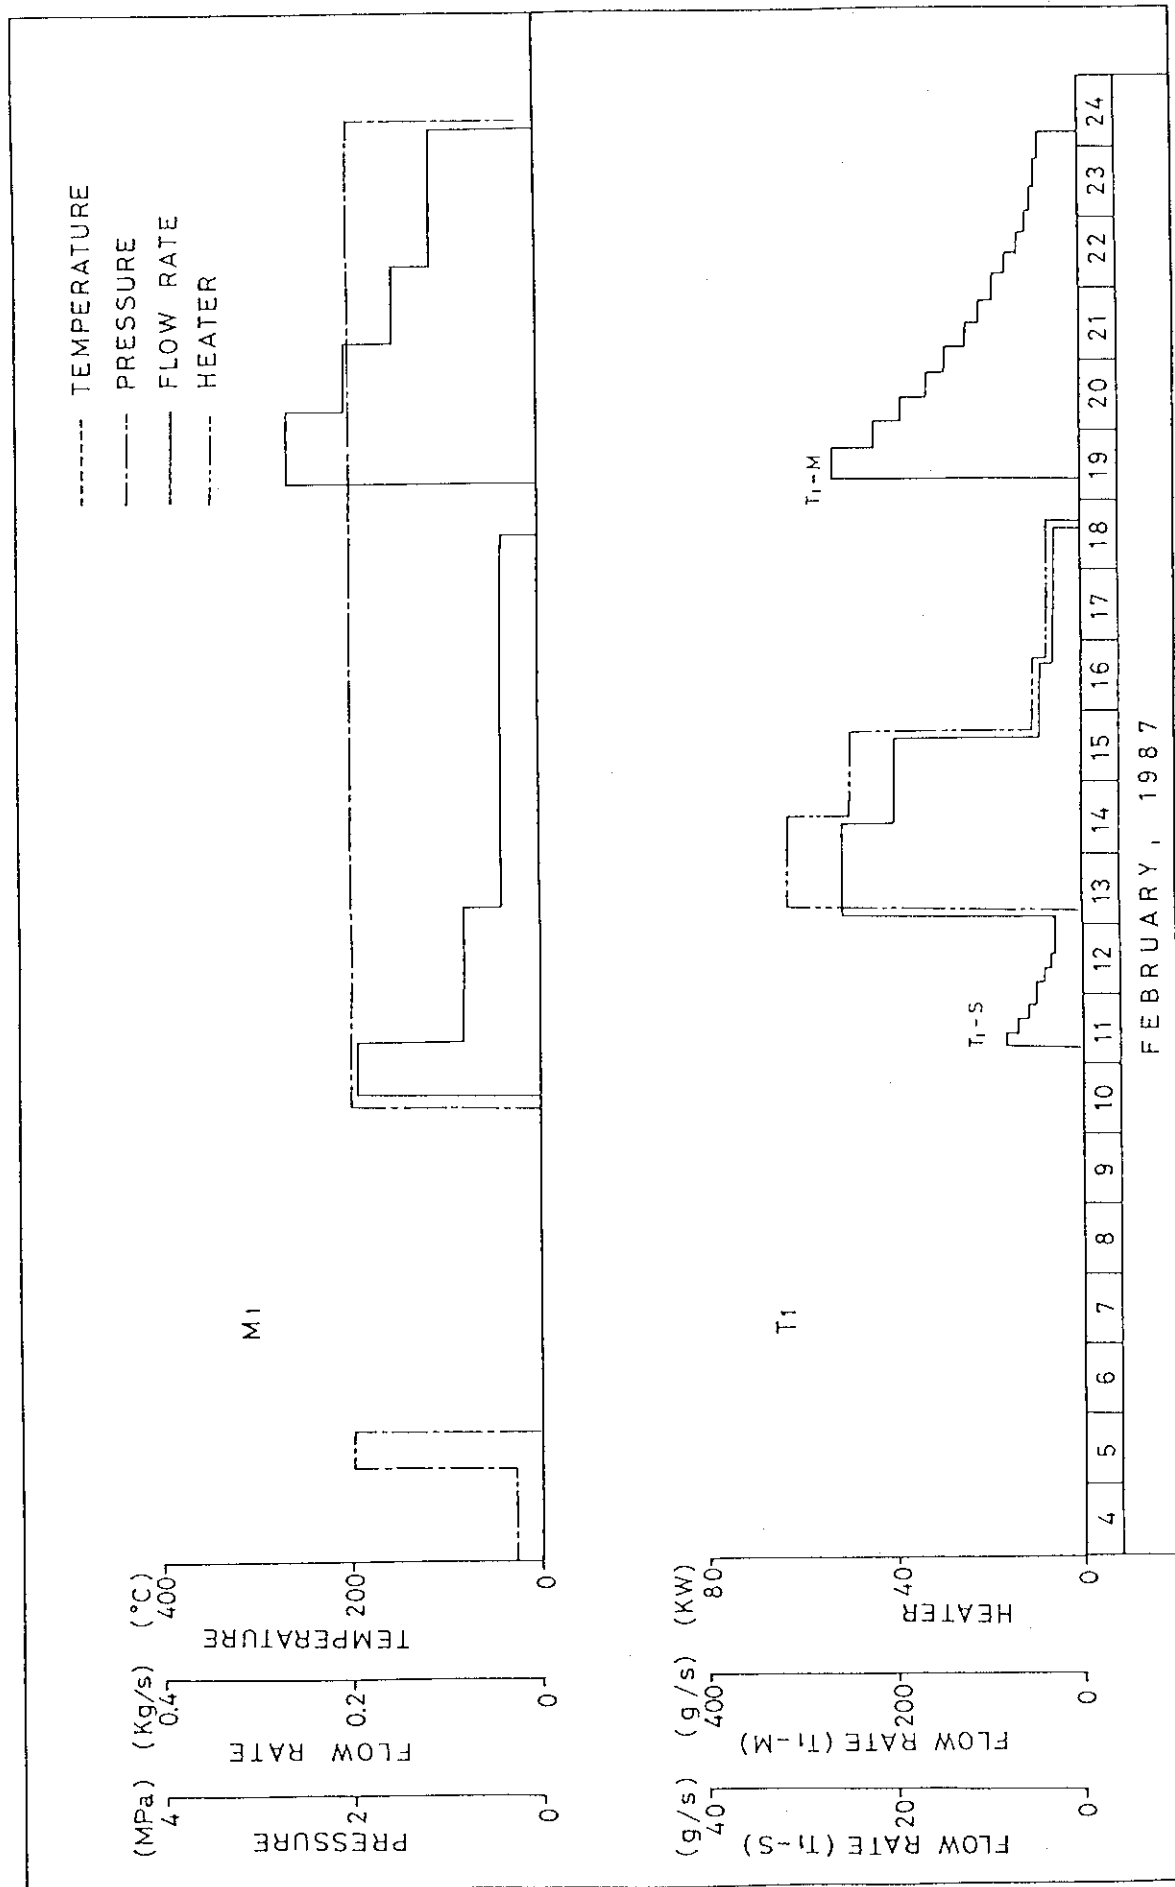 TEMPERATURE
PRESSURE
FLOW RATE
HEATER
M1
(MPa) (Kg/s) (°C)
4 0.4 400
2 0.2 200
0 0 0
PRESSURE
FLOW RATE
TEMPERATURE
T1
T1-S
T1-M
(g/s) (g/s) (KW)
40 400 80
20 200 40
0 0 0
FLOW RATE (T1-S)
FLOW RATE (T1-M)
HEATER
4 5 6 7 8 9 10 11 12 13 14 15 16 17 18 19 20 21 22 23 24
FEBRUARY, 1987